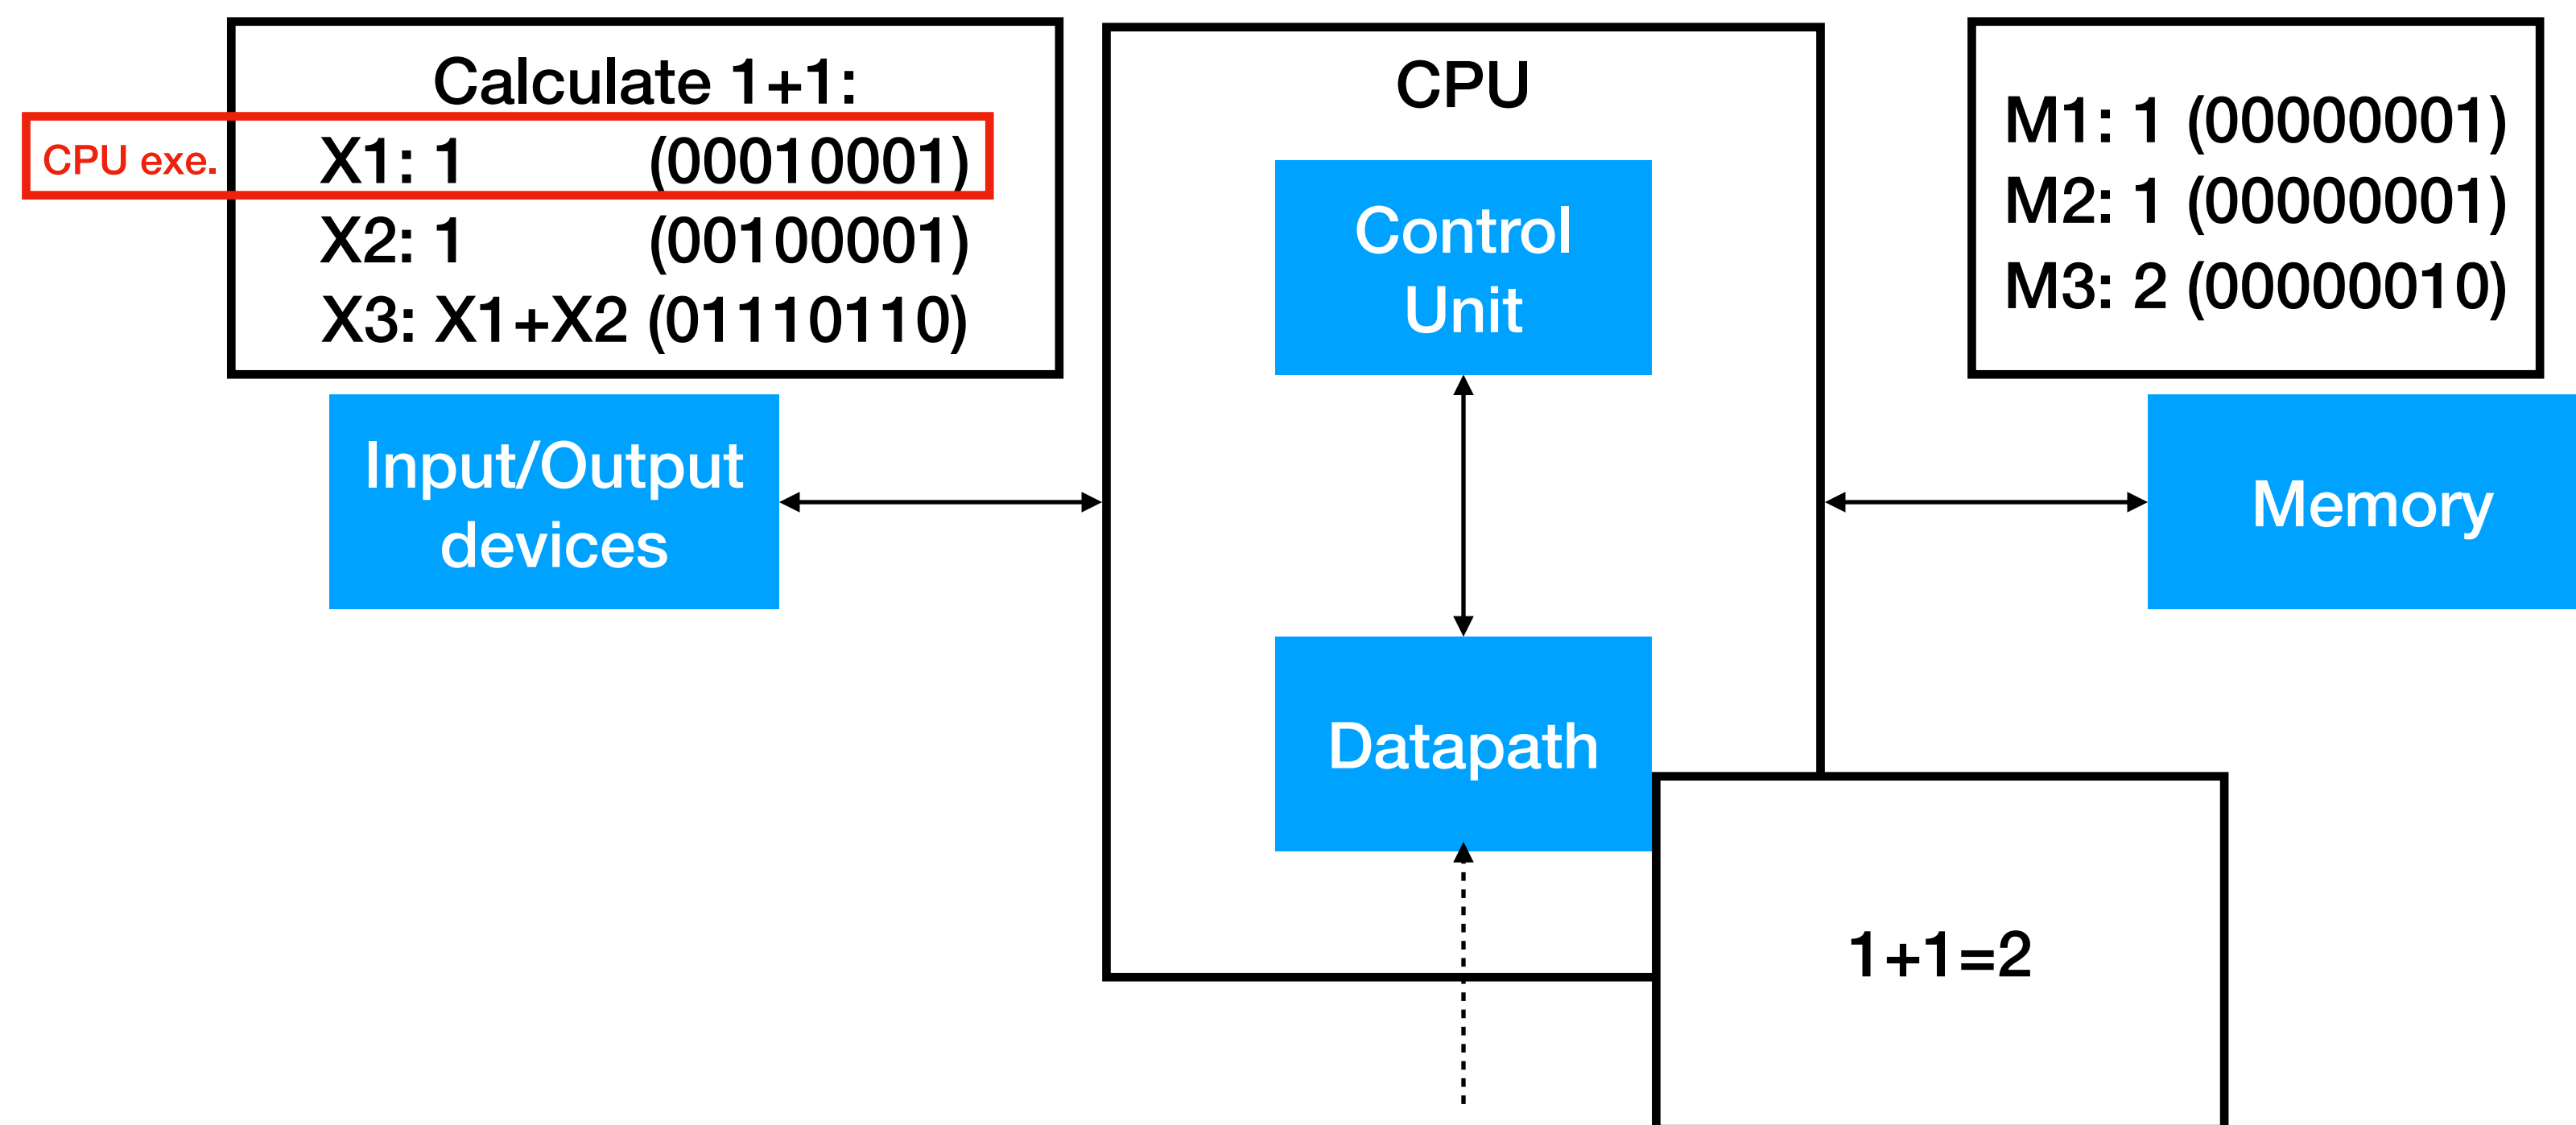 Calculate 1+1:
CPU exe.
X1: 1 (00010001)
X2: 1 (00100001)
X3: X1+X2 (01110110)
Input/Output
devices
CPU
Control
Unit
Datapath
1+1=2
M1: 1 (00000001)
M2: 1 (00000001)
M3: 2 (00000010)
Memory